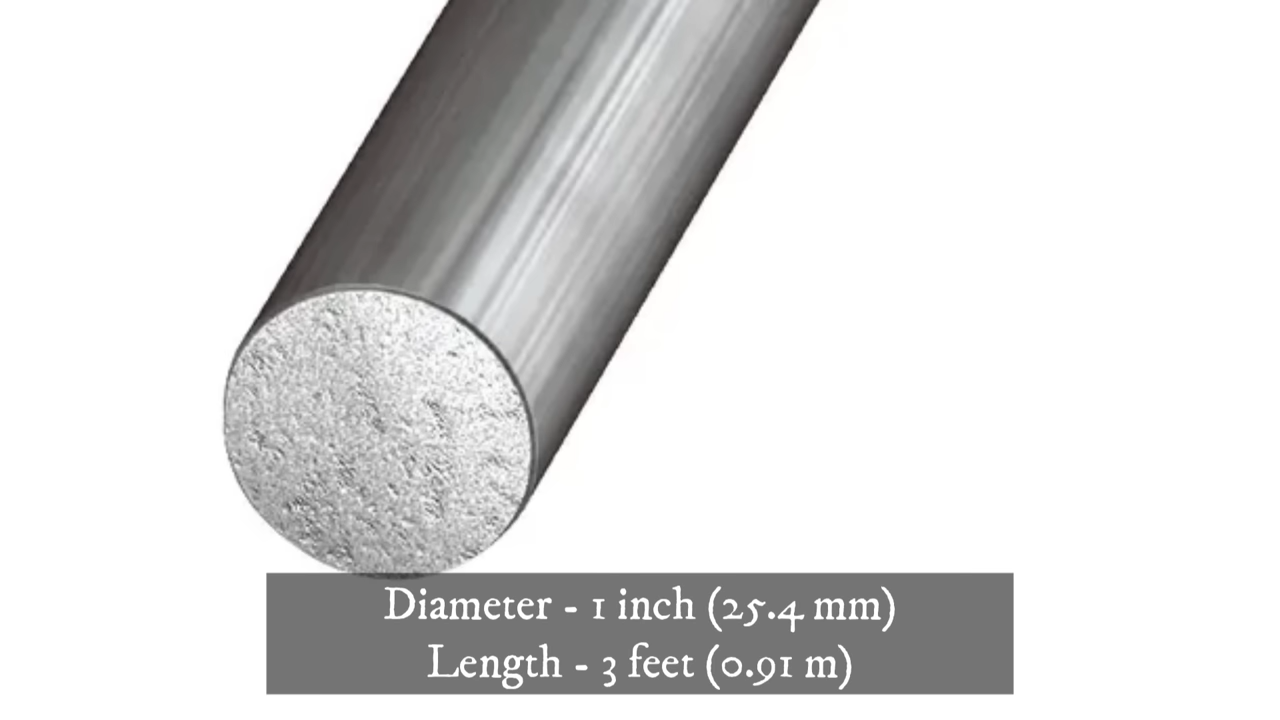 Diameter - 1 inch (25.4 mm)
Length - 3 feet (0.91 m)